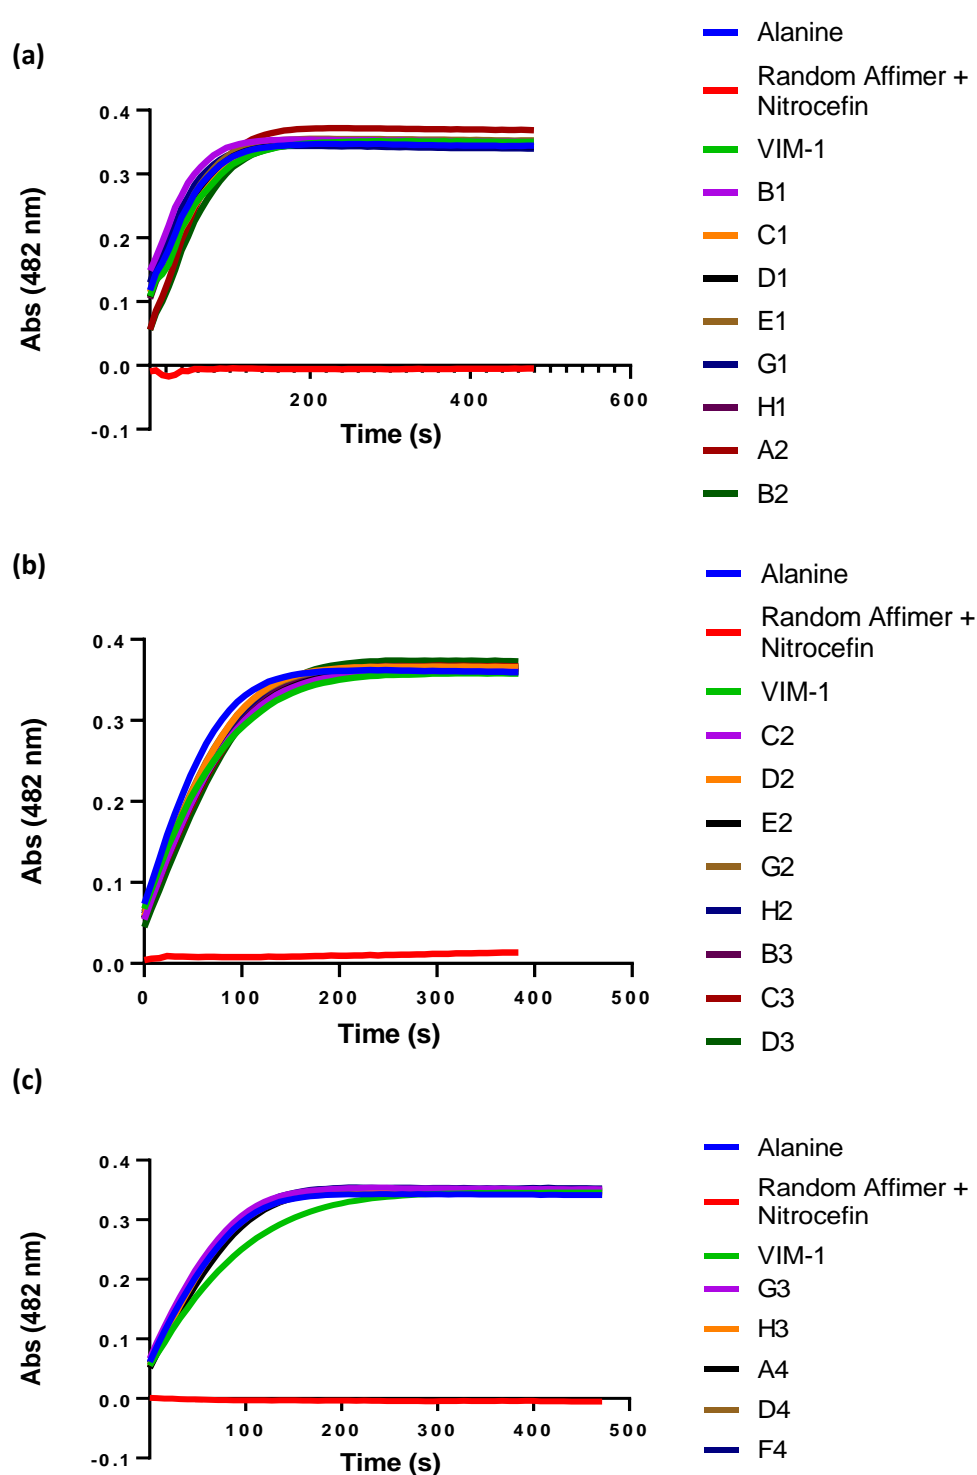 (a)
Abs (482 nm)
0.4
0.3
0.2
0.1
0.0
-0.1
200
400
600
Time (s)
Alanine
Random Affimer +
Nitrocefin
VIM-1
B1
C1
D1
E1
G1
H1
A2
B2
(b)
Abs (482 nm)
0.4
0.3
0.2
0.1
0.0
0
100
200
300
400
500
Time (s)
Alanine
Random Affimer +
Nitrocefin
VIM-1
C2
D2
E2
G2
H2
B3
C3
D3
(c)
Abs (482 nm)
0.4
0.3
0.2
0.1
0.0
-0.1
100
200
300
400
500
Time (s)
Alanine
Random Affimer +
Nitrocefin
VIM-1
G3
H3
A4
D4
F4